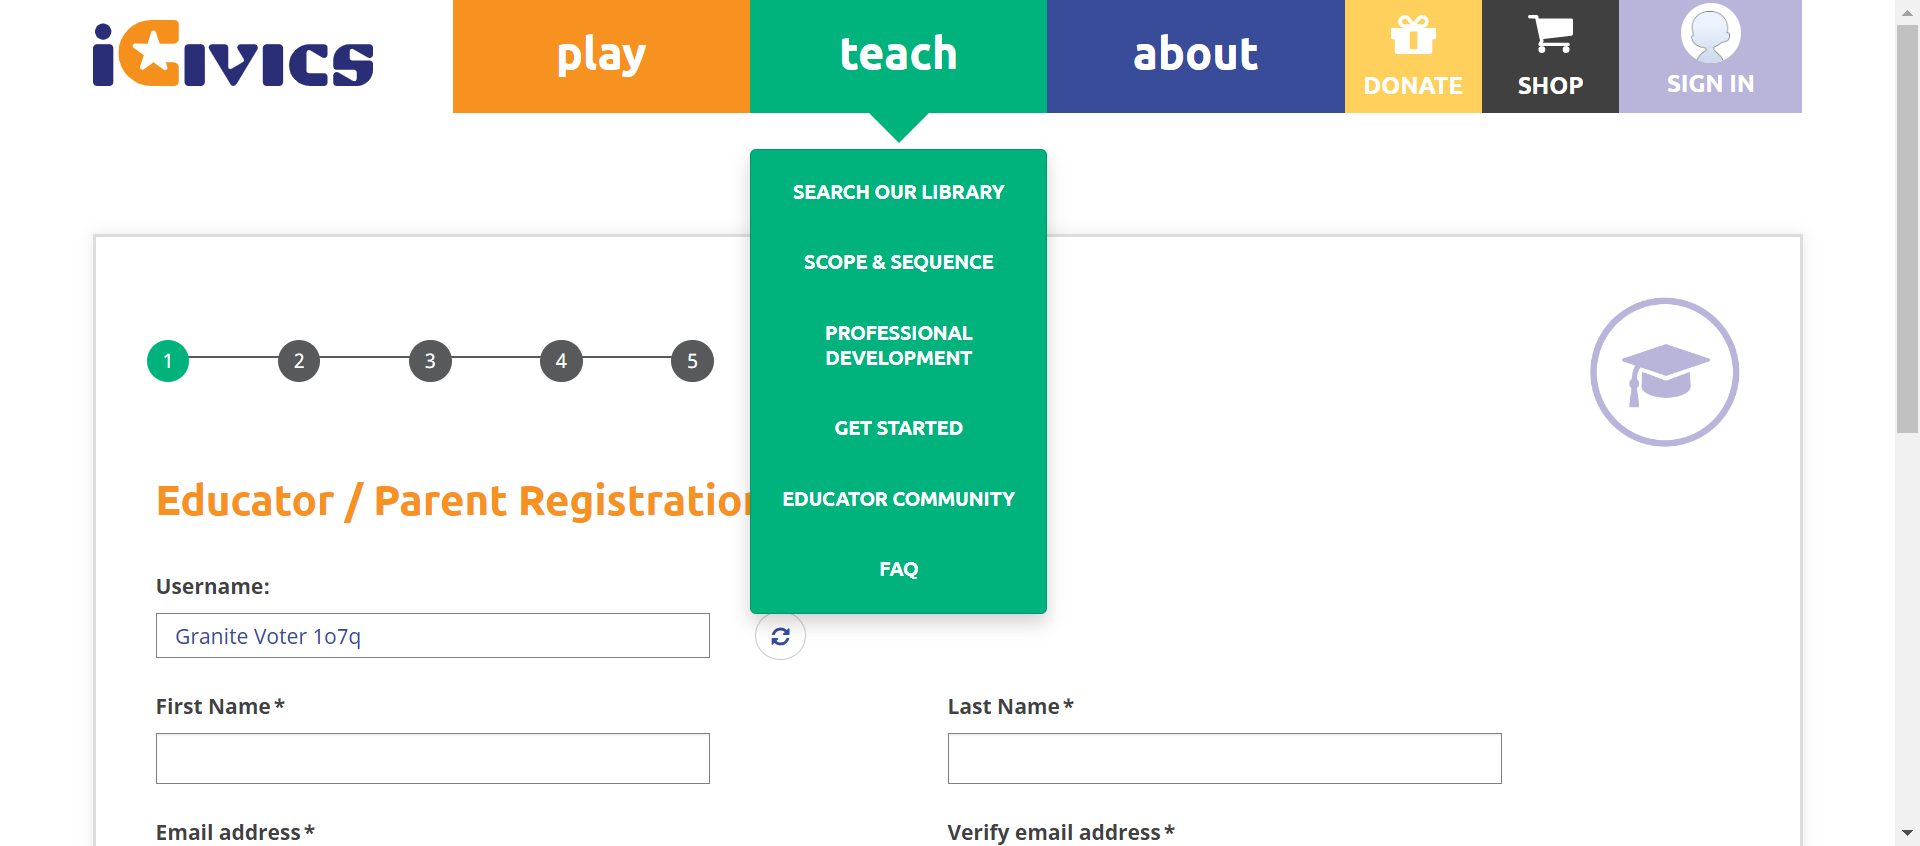 iCivics
play
teach
about
DONATE
SHOP
SIGN IN
SEARCH OUR LIBRARY
SCOPE & SEQUENCE
PROFESSIONAL
DEVELOPMENT
GET STARTED
EDUCATOR COMMUNITY
FAQ
1 2 3 4 5
Educator / Parent Registration
Username:
Granite Voter 1o7q
First Name*
Last Name*
Email address*
Verify email address*